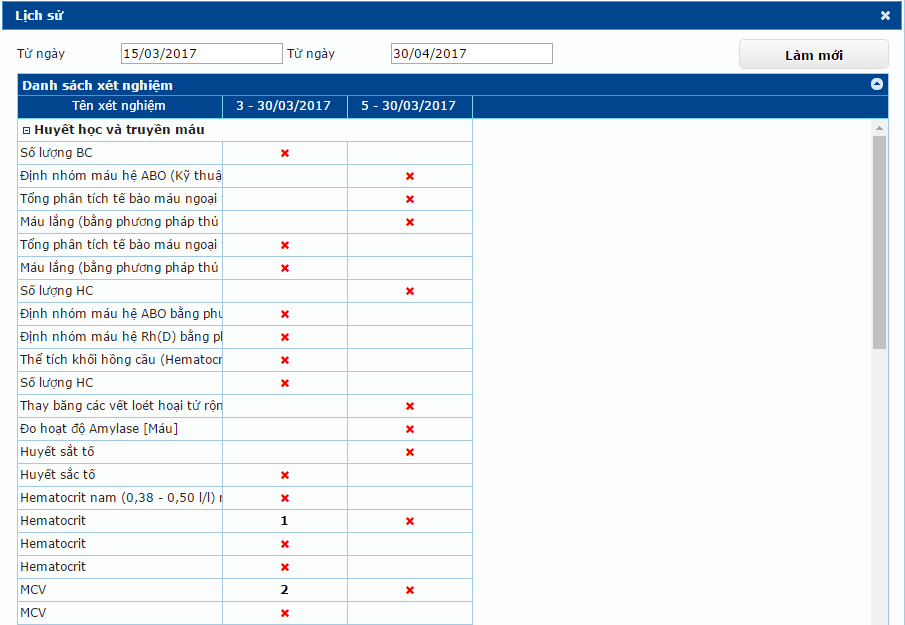 Lịch sử
Từ ngày 15/03/2017 Từ ngày 30/04/2017 Làm mới
Danh sách xét nghiệm
Tên xét nghiệm 3 - 30/03/2017 5 - 30/03/2017
Huyết học và truyền máu
Số lượng BC
Định nhóm máu hệ ABO (Kỹ thuậ
Tổng phân tích tế bào máu ngoại
Máu lắng (bằng phương pháp thủ
Tổng phân tích tế bào máu ngoại
Máu lắng (bằng phương pháp thủ
Số lượng HC
Định nhóm máu hệ ABO bằng phư
Định nhóm máu hệ Rh(D) bằng p
Thể tích khối hồng cầu (Hematocr
Số lượng HC
Thay băng các vết loét hoại tử rộn
Đo hoạt độ Amylase [Máu]
Huyết sắt tố
Huyết sắc tố
Hematocrit nam (0,38 - 0,50 l/l) n
Hematocrit 1
Hematocrit
Hematocrit
MCV 2
MCV